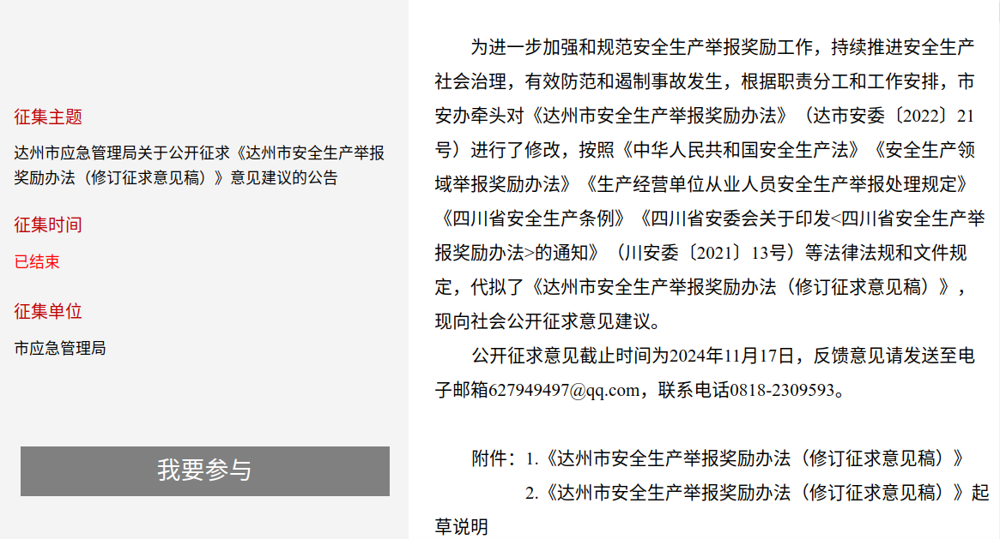 征集主题
达州市应急管理局关于公开征求《达州市安全生产举报
奖励办法（修订征求意见稿）》意见建议的公告
征集时间
已结束
征集单位
市应急管理局
我要参与
为进一步加强和规范安全生产举报奖励工作，持续推进安全生产
社会治理，有效防范和遏制事故发生，根据职责分工和工作安排，市
安办牵头对《达州市安全生产举报奖励办法》（达市安委〔2022〕21
号）进行了修改，按照《中华人民共和国安全生产法》《安全生产领
域举报奖励办法》《生产经营单位从业人员安全生产举报处理规定》
《四川省安全生产条例》《四川省安委会关于印发<四川省安全生产举
报奖励办法>的通知》（川安委〔2021〕13号）等法律法规和文件规
定，代拟了《达州市安全生产举报奖励办法（修订征求意见稿）》，
现向社会公开征求意见建议。
公开征求意见截止时间为2024年11月17日，反馈意见请发送至电
子邮箱627949497@qq.com，联系电话0818-2309593。
附件：1.《达州市安全生产举报奖励办法（修订征求意见稿）》
2.《达州市安全生产举报奖励办法（修订征求意见稿）》起
草说明